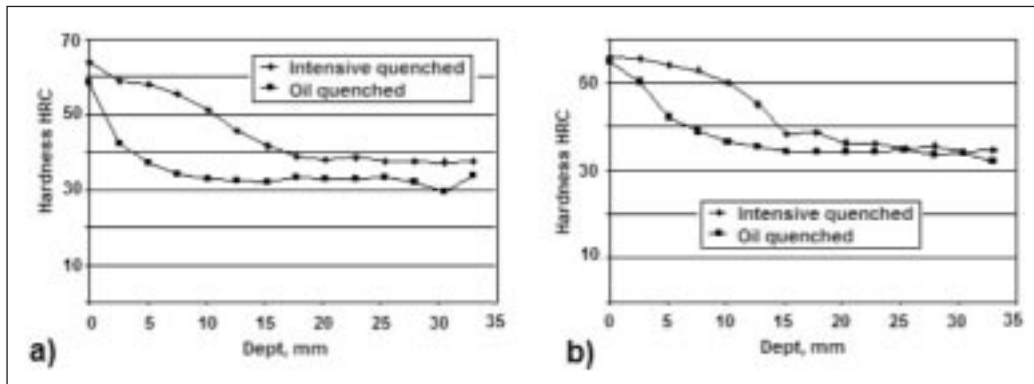 70
50
30
10
Hardness HRC
Intensive quenched
Oil quenched
0 5 10 15 20 25 30 35
Dept, mm
a)
50
30
10
Hardness HRC
Intensive quenched
Oil quenched
0 5 10 15 20 25 30 35
Dept, mm
b)